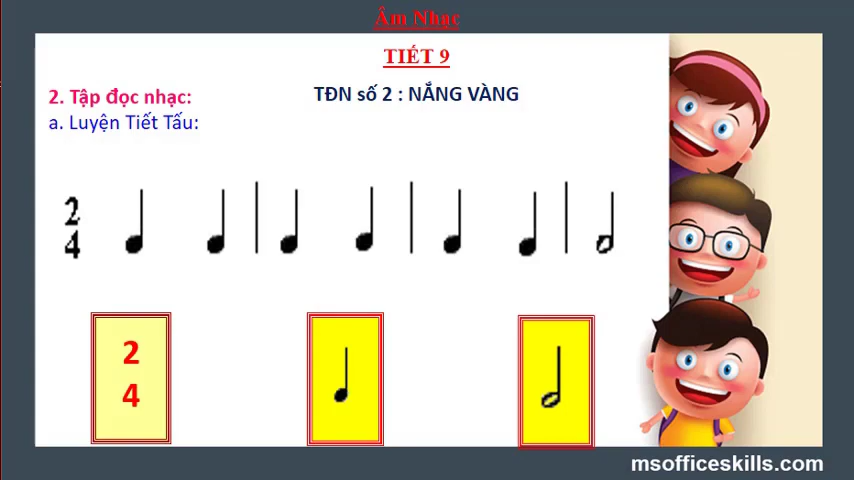 Âm Nhạc
TIẾT 9
2. Tập đọc nhạc:
TĐN số 2 : NẮNG VÀNG
a. Luyện Tiết Tấu:
2
4
2
4
msofficeskills.com